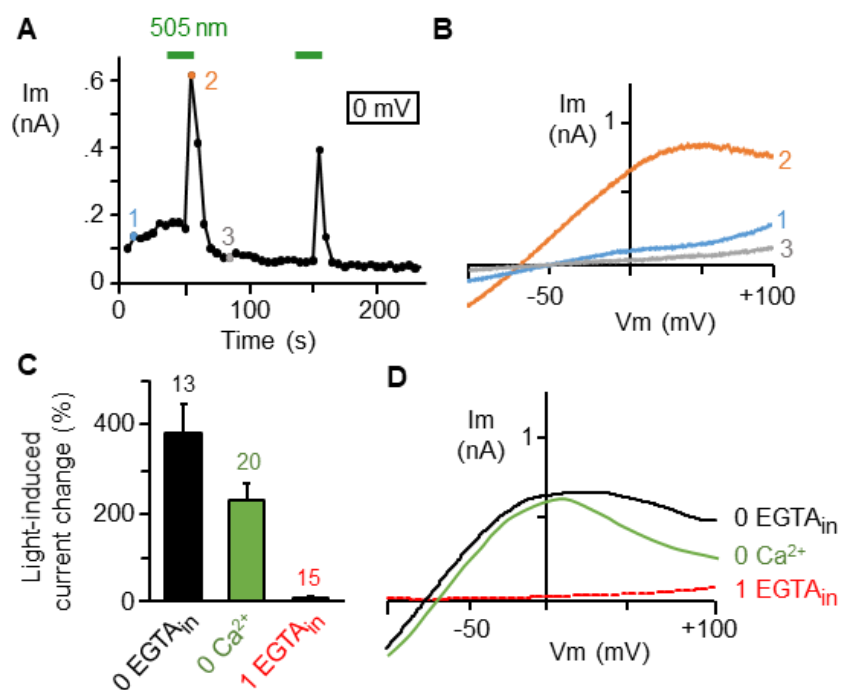 A
505 nm
Im
(nA)
.6
.4
.2
0
1
2
3
0 mV
0
100
200
Time (s)
B
Im
(nA)
1
2
1
3
-50
+100
Vm (mV)
C
Light-induced
current change (%)
400
200
0
13
20
15
0 EGTAin
0 Ca²⁺
1 EGTAin
D
Im
(nA)
1
0 EGTAin
0 Ca²⁺
1 EGTAin
-50
+100
Vm (mV)